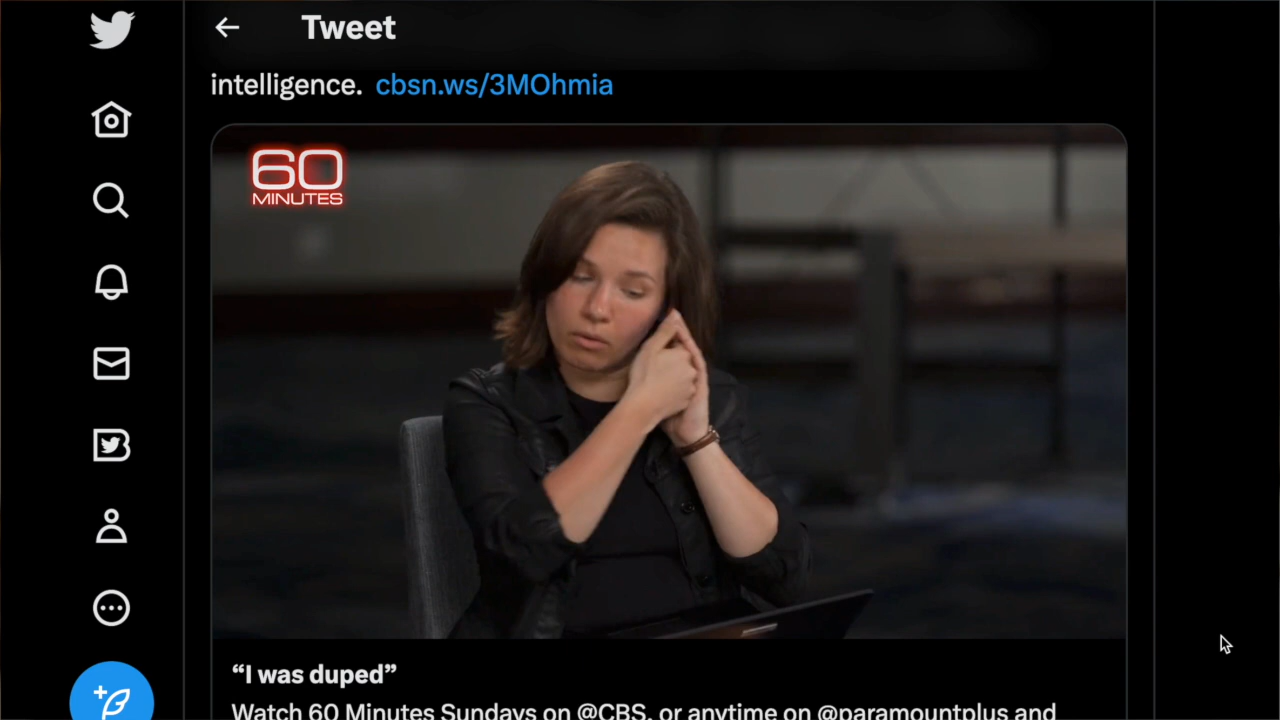 Tweet
intelligence. cbsn.ws/3MOhmia
60
MINUTES
“I was duped”
Watch 60 Minutes Sundays on @CBS, or anytime on @paramountplus and